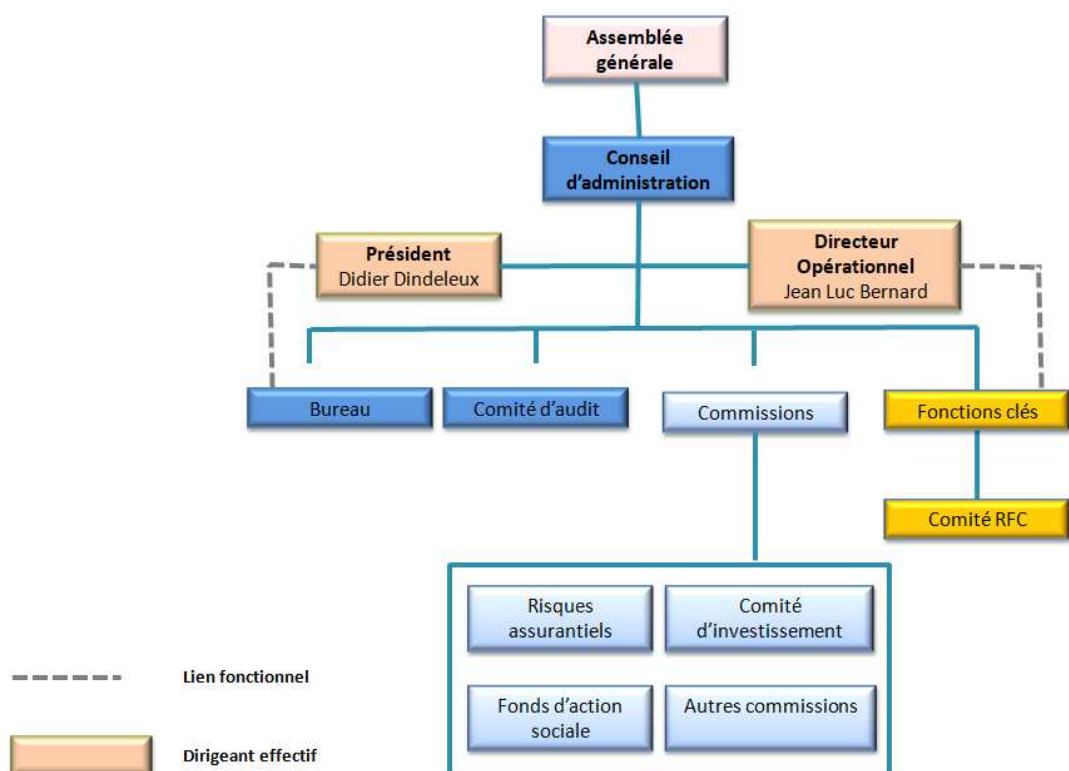 Assemblée
générale
Conseil
d'administration
Président
Didier Dindeleux
Directeur
Opérationnel
Jean Luc Bernard
Bureau
Comité d'audit
Commissions
Fonctions clés
Comité RFC
Risques
assurantiels
Comité
d'investissement
Fonds d'action
sociale
Autres commissions
Lien fonctionnel
Dirigeant effectif